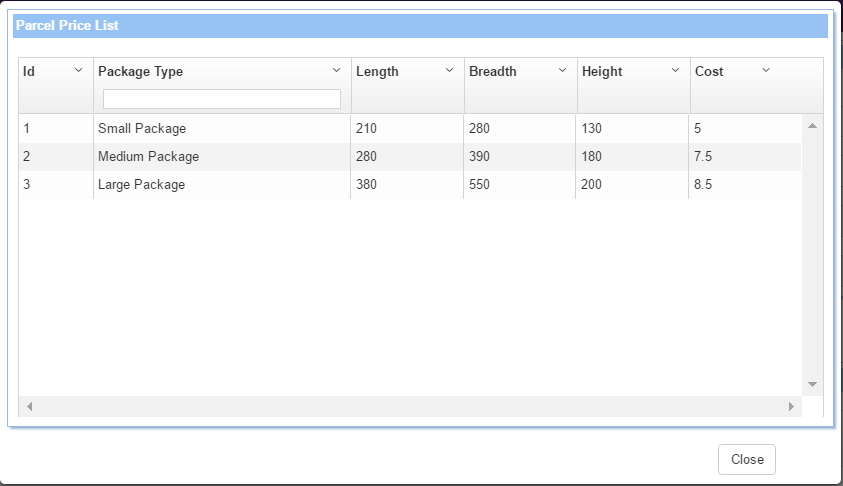 Parcel Price List
Id Package Type Length Breadth Height Cost
1 Small Package 210 280 130 5
2 Medium Package 280 390 180 7.5
3 Large Package 380 550 200 8.5
Close